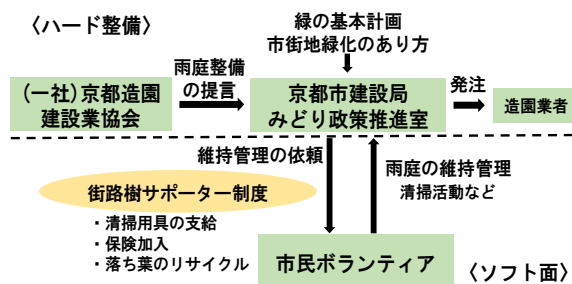 〈ハード整備〉
緑の基本計画
市街地緑化のあり方
(一社)京都造園
建設業協会
雨庭整備
の提言
京都市建設局
みどり政策推進室
発注
造園業者
維持管理の依頼
雨庭の維持管理
清掃活動など
街路樹サポーター制度
・清掃用具の支給
・保険加入
・落ち葉のリサイクル
市民ボランティア
〈ソフト面〉